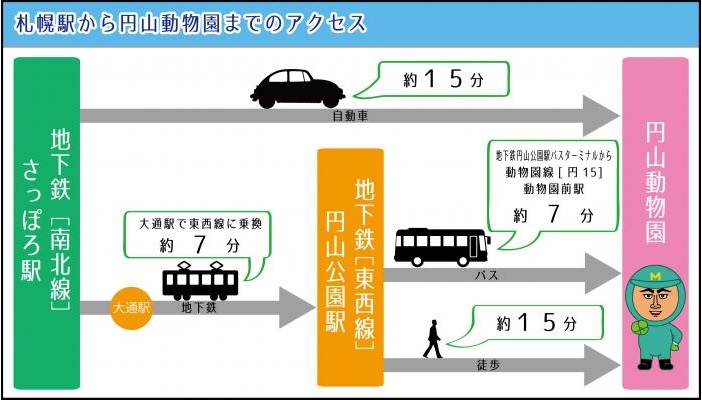 札幌駅から円山動物園までのアクセス
約15分
自動車
地下鉄[南北線]
さっぽろ駅
大通駅で東西線に乗換
約 7 分
大通駅
地下鉄
地下鉄[東西線]
円山公園駅
地下鉄円山公園駅バスターミナルから
動物園線[円15]
動物園前駅
約 7 分
バス
約15分
徒歩
円山動物園
M